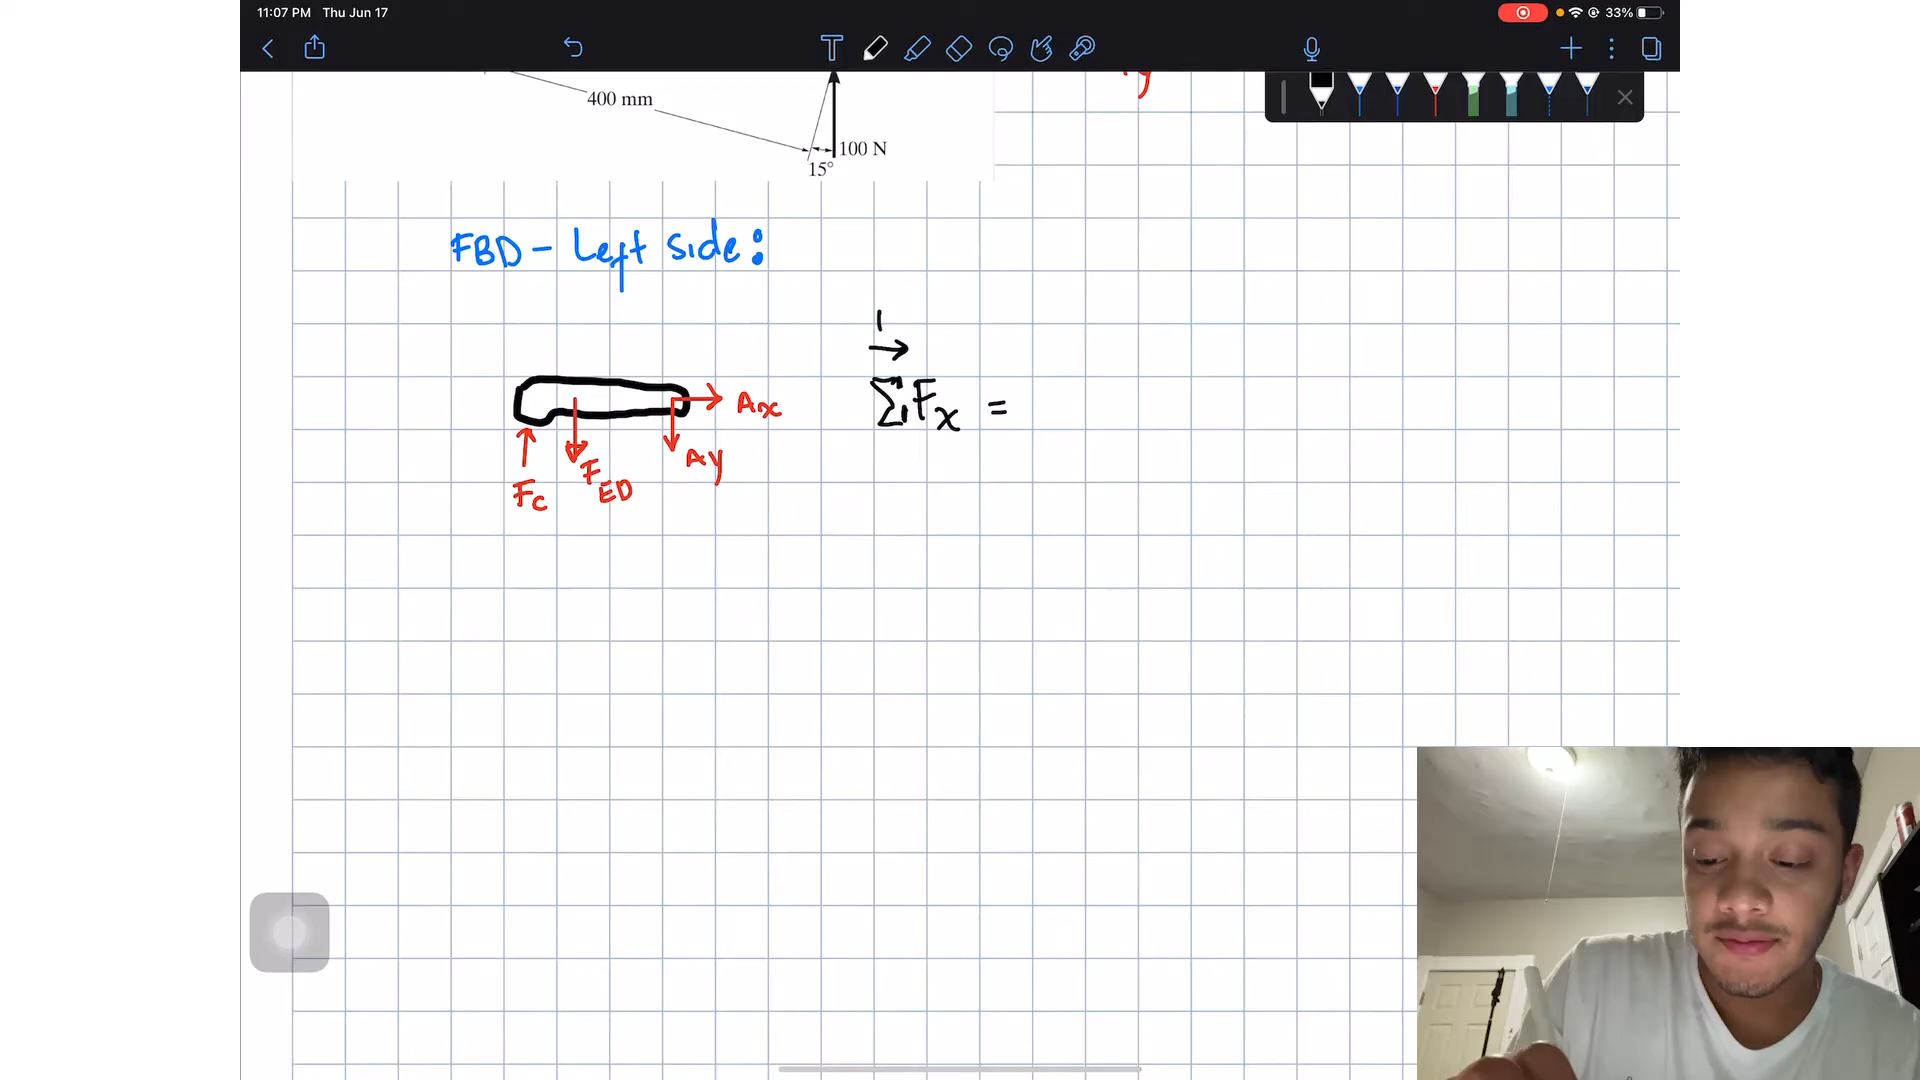 11:07 PM Thu Jun 17
33%
400 mm
y
100 N
15°
FBD - Left Side:
→
ΣFx =
Ax
Ay
FED
Fc